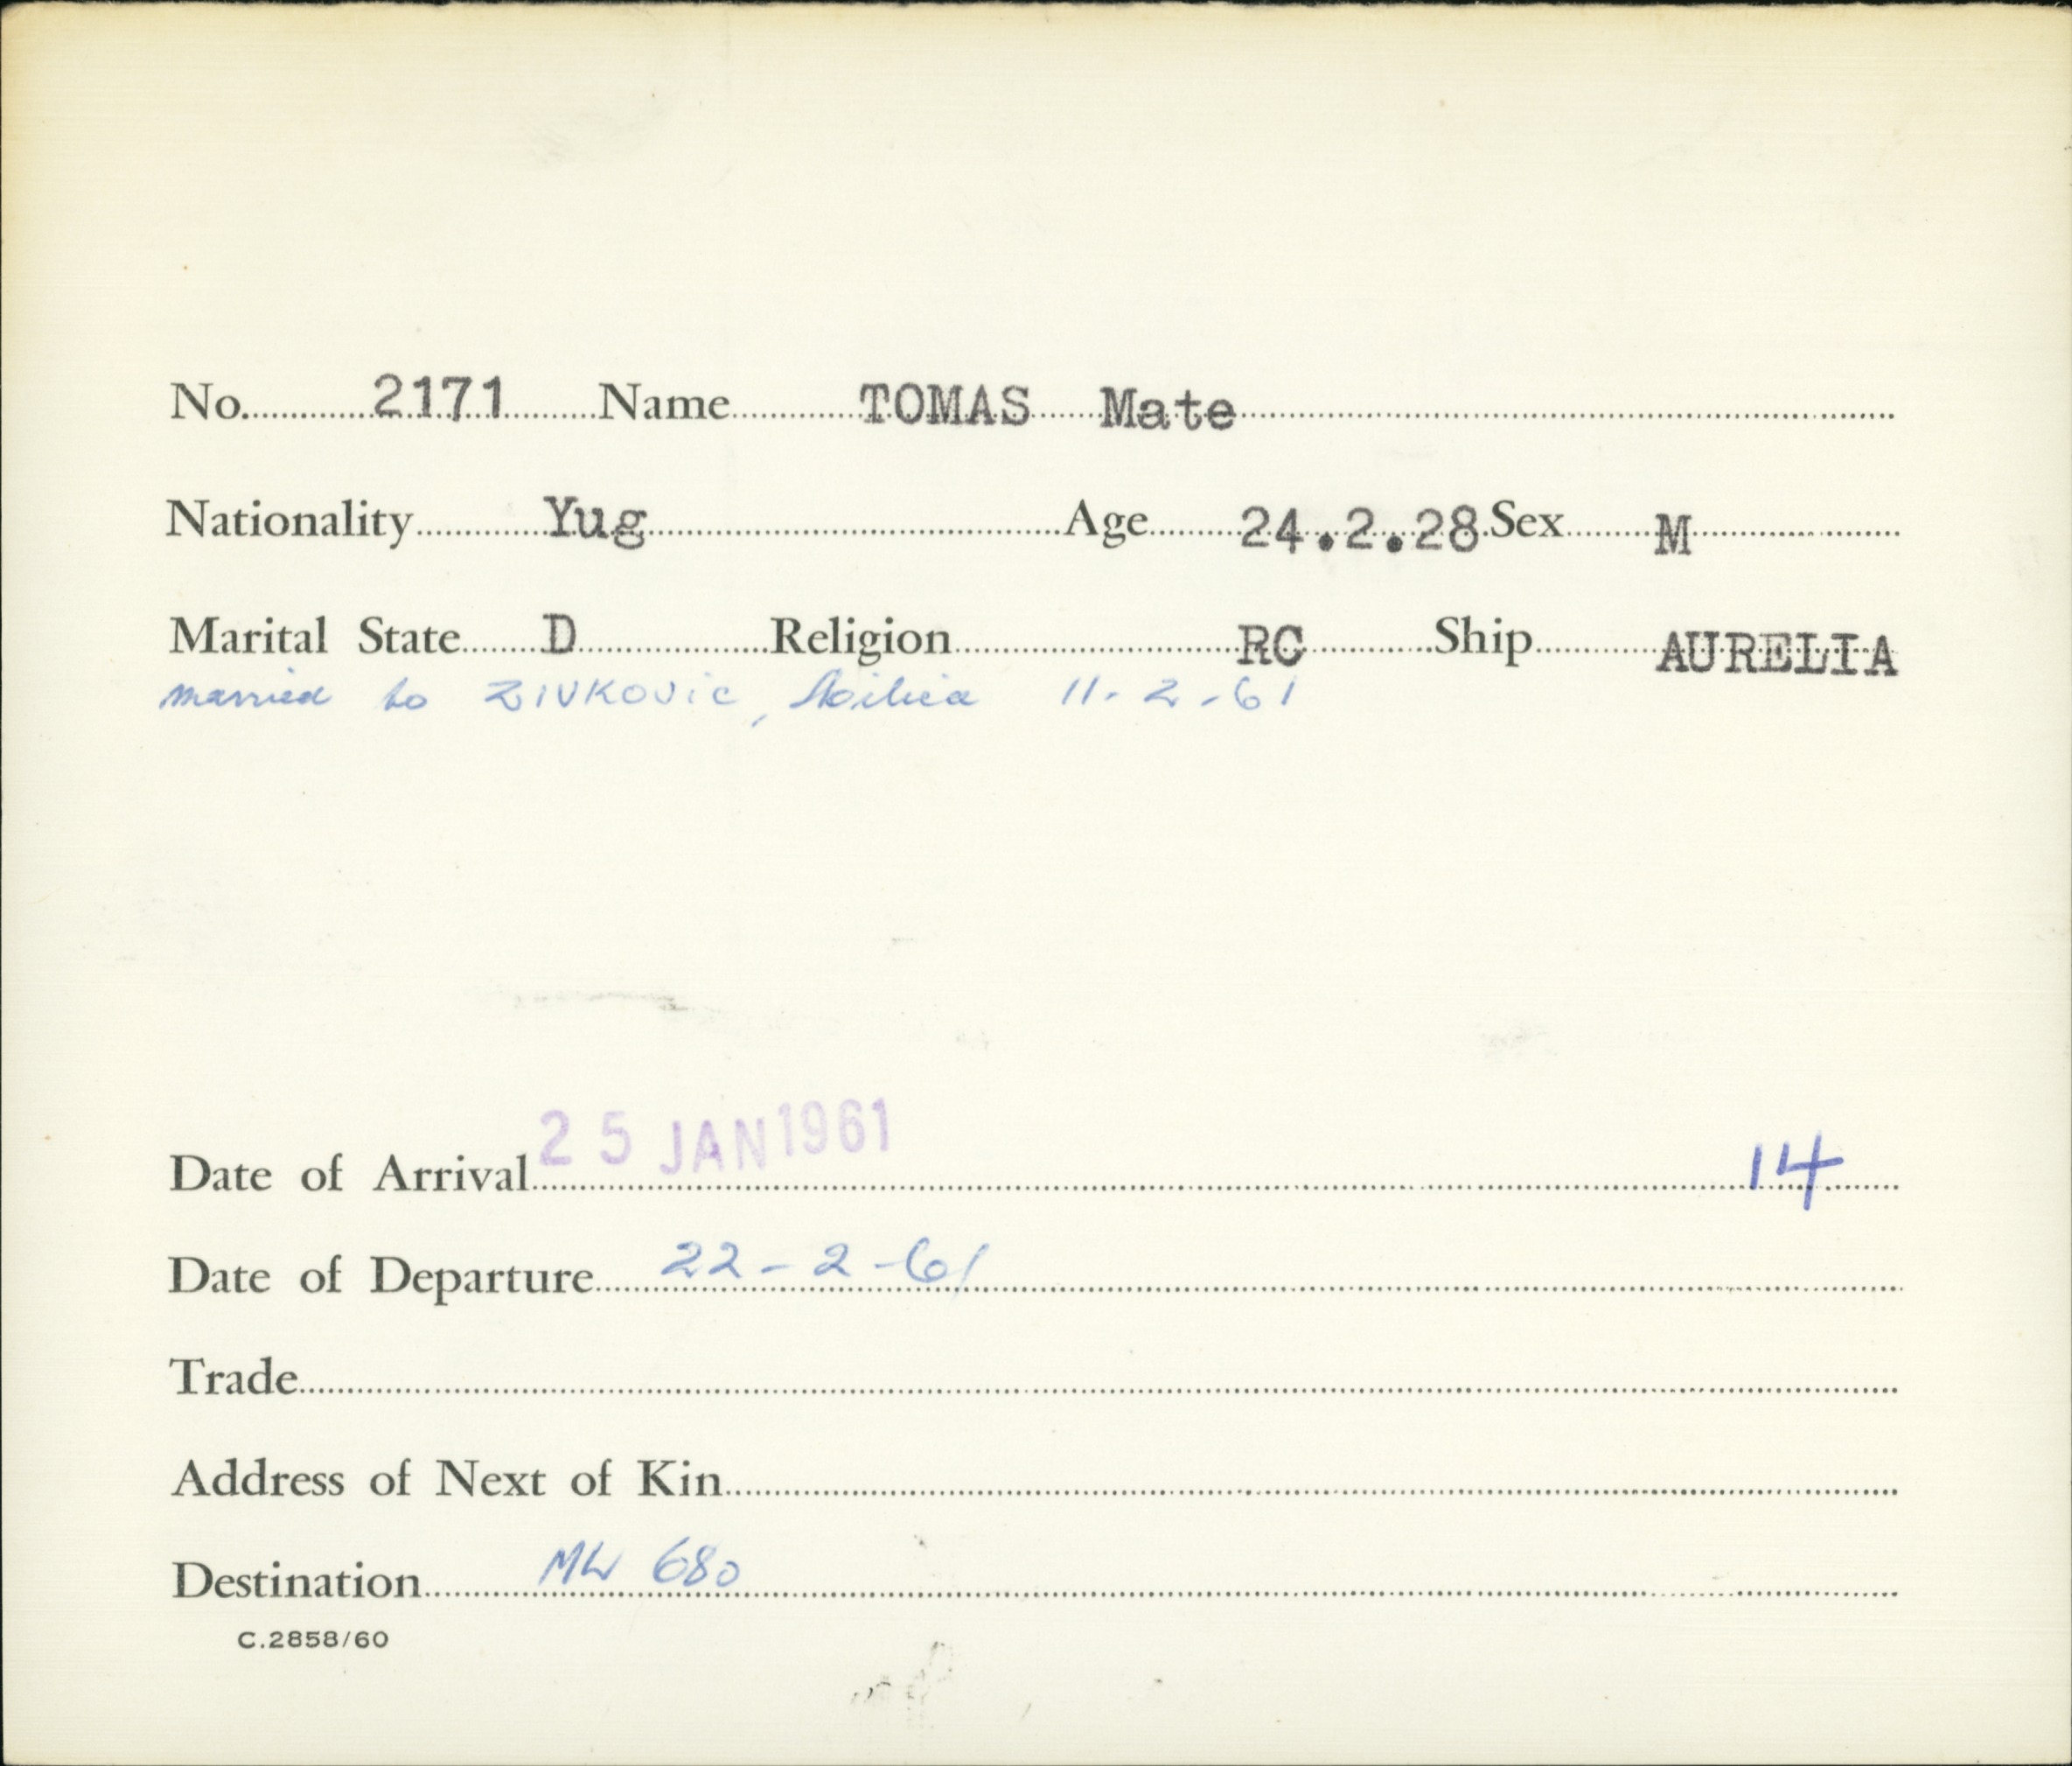 No. 2171 Name TOMAS Mate
Nationality Yug Age 24.2.28 Sex M
Marital State D Religion RC Ship AURELIA
married to ZIVKOVIC, 11-2-61
25 JAN 1961
Date of Arrival 14
Date of Departure 22-2-61
Trade
Address of Next of Kin
Destination MW 680
C.2858/60